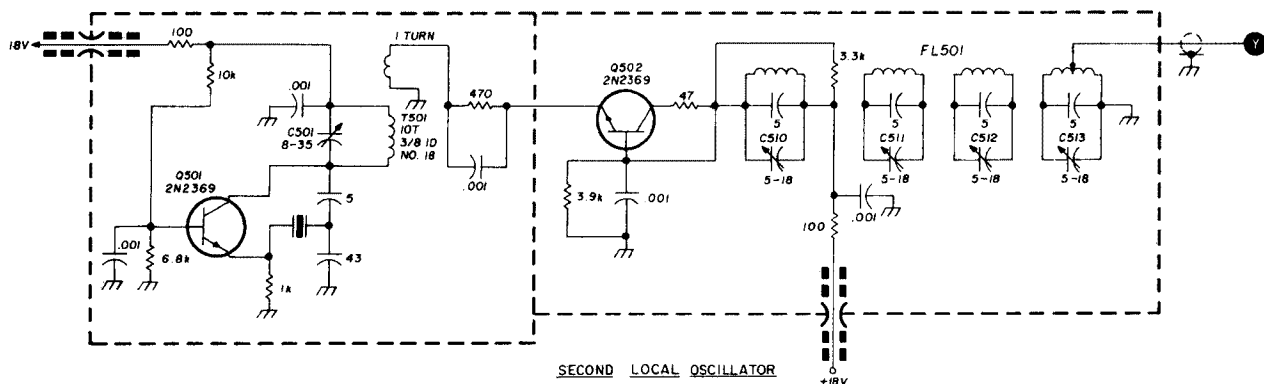 18V
100
10k
.001
C501
8-35
1 TURN
T501
10T
3/8 ID
NO. 18
470
.001
Q501
2N2369
5
43
.001
6.8k
1k
Q502
2N2369
47
3.3k
3.9k
.001
FL501
5
C510
5-18
5
C511
5-18
5
C512
5-18
5
C513
5-18
.001
100
+18V
Y
SECOND LOCAL OSCILLATOR